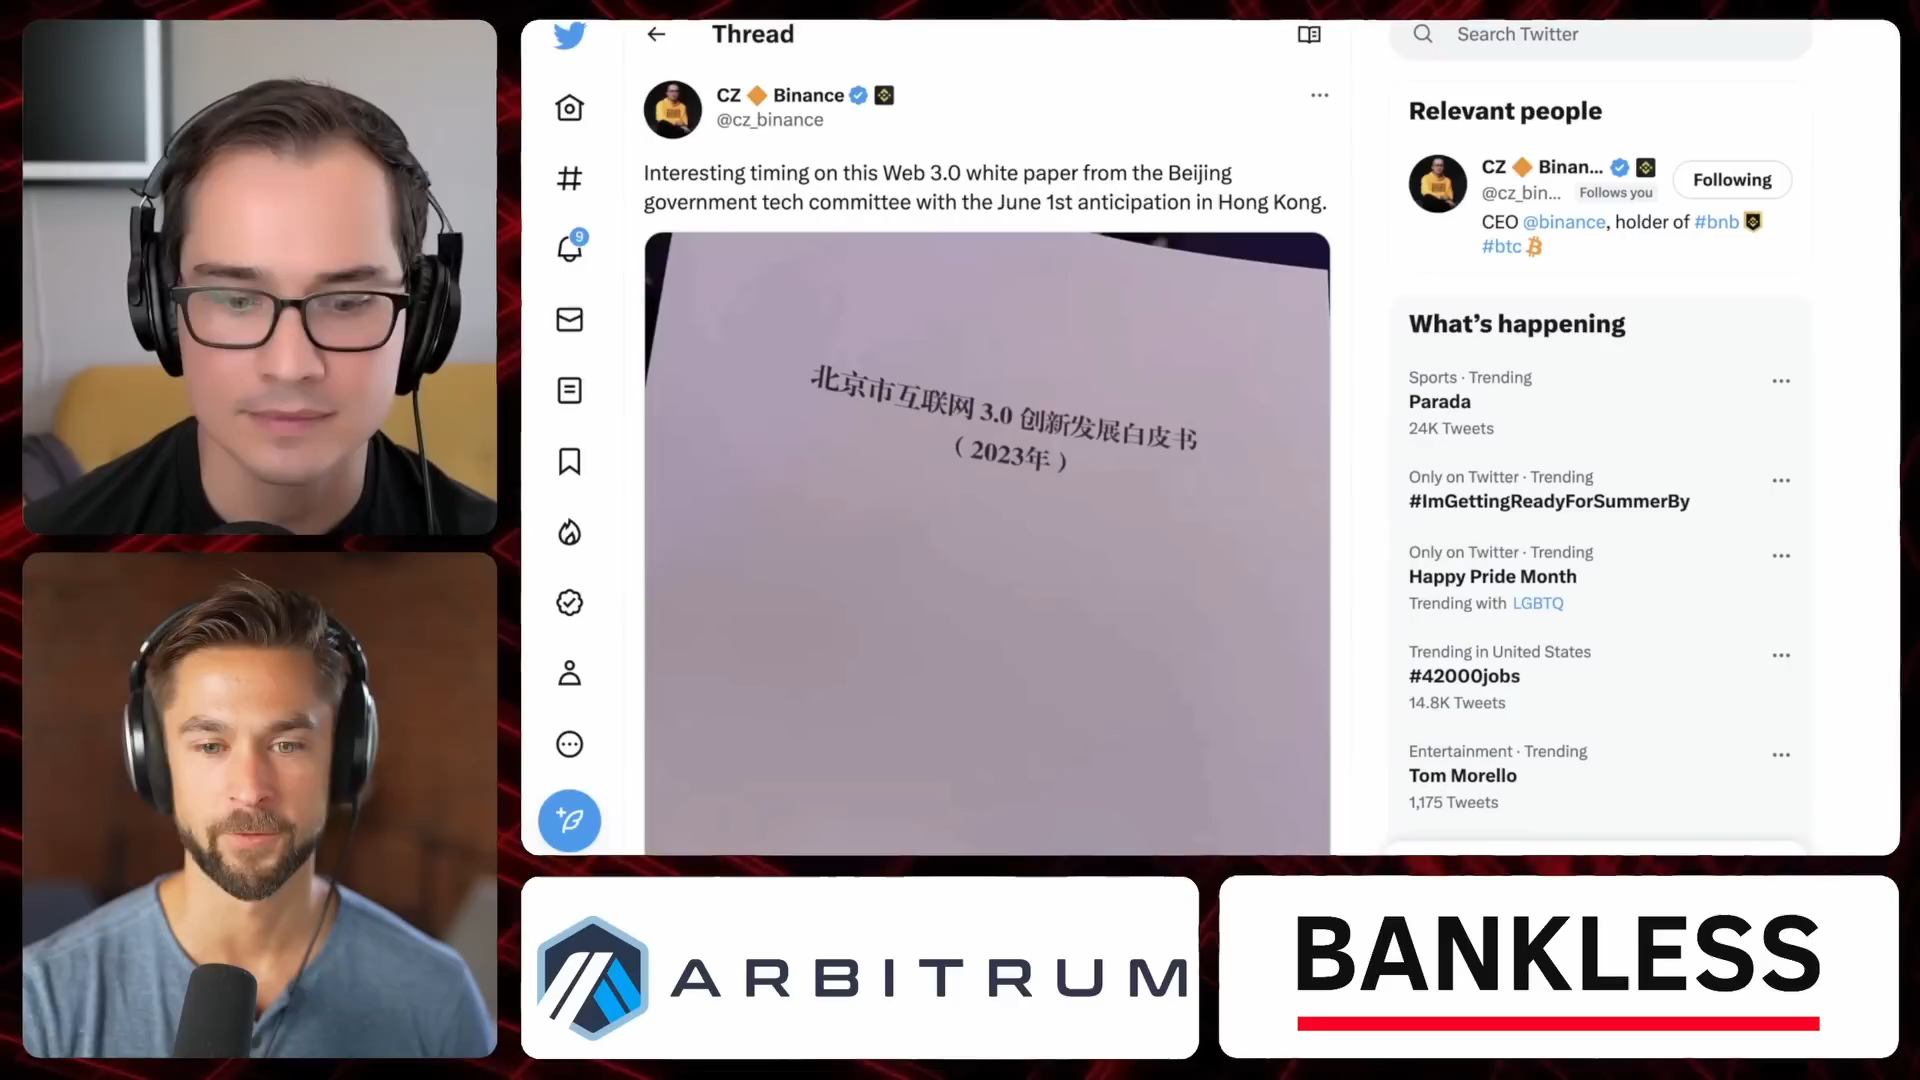 Thread
Search Twitter
CZ 🔶 Binance
@cz_binance
Interesting timing on this Web 3.0 white paper from the Beijing
government tech committee with the June 1st anticipation in Hong Kong.
北京市互联网 3.0 创新发展白皮书
（2023年）
9
Relevant people
CZ 🔶 Binan...
@cz_bin... Follows you
Following
CEO @binance, holder of #bnb
#btc
What's happening
Sports · Trending
Parada
24K Tweets
Only on Twitter · Trending
#ImGettingReadyForSummerBy
Only on Twitter · Trending
Happy Pride Month
Trending with LGBTQ
Trending in United States
#42000jobs
14.8K Tweets
Entertainment · Trending
Tom Morello
1,175 Tweets
ARBITRUM
BANKLESS